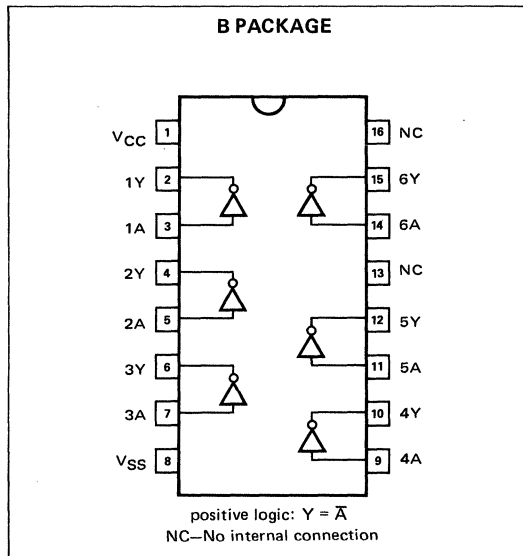 B PACKAGE
VCC 1 16 NC
1Y 2 15 6Y
1A 3 14 6A
2Y 4 13 NC
2A 5 12 5Y
3Y 6 11 5A
3A 7 10 4Y
VSS 8 9 4A
positive logic: Y = A̅
NC—No internal connection